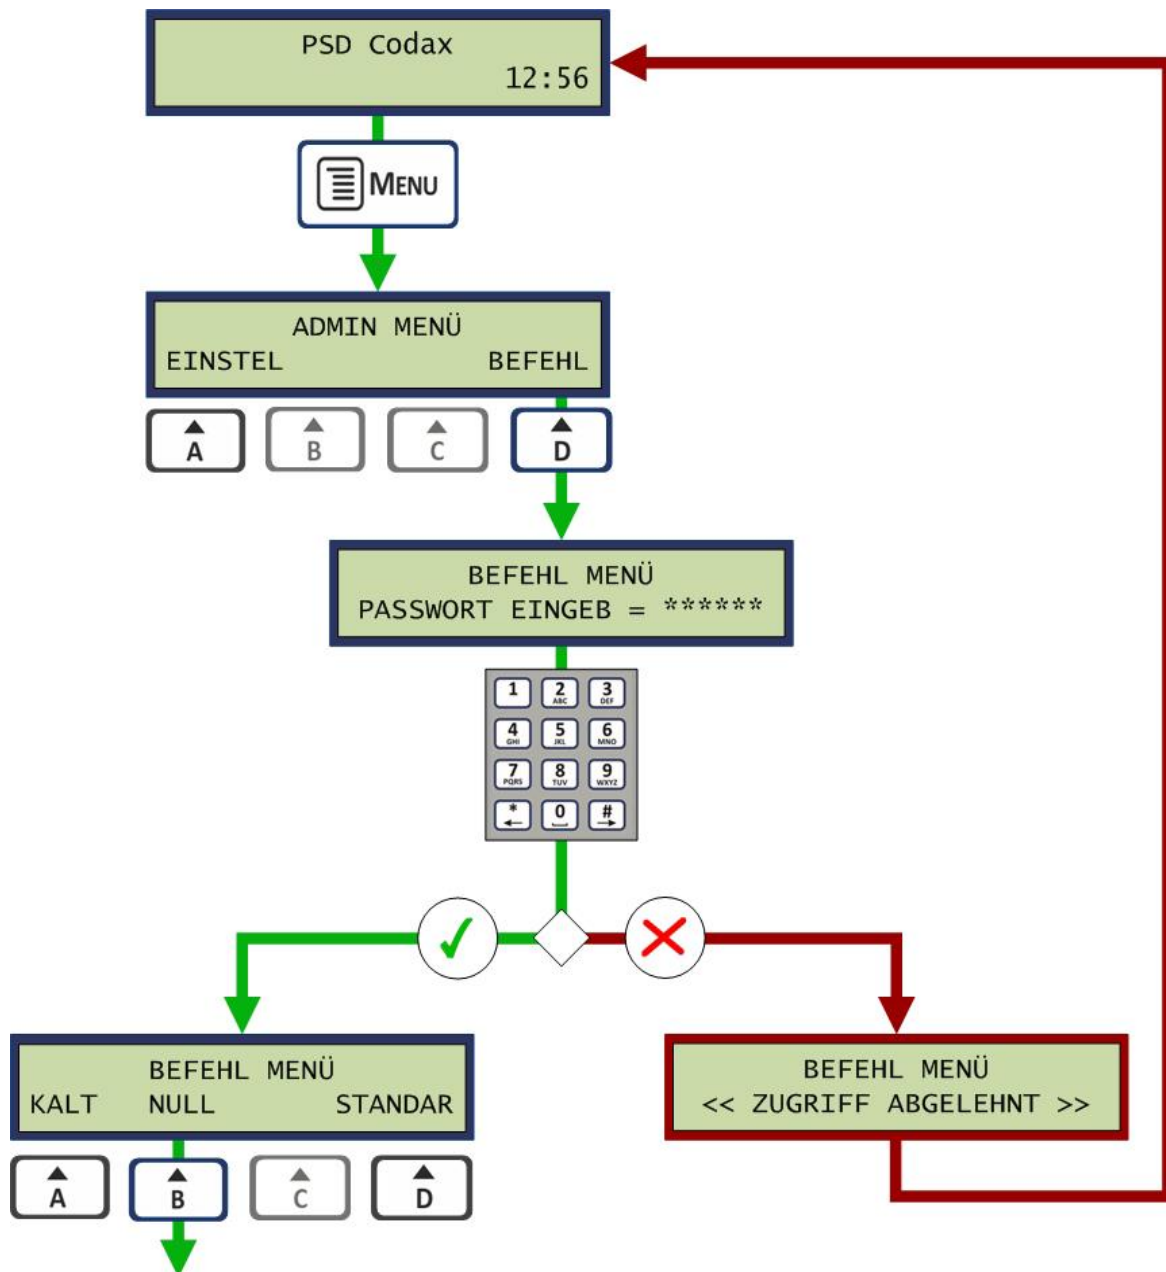 PSD Codax
12:56
MENU
ADMIN MENÜ
EINSTEL BEFEHL
A B C D
BEFEHL MENÜ
PASSWORT EINGEB = ******
1 2 3
ABC DEF
4 5 6
GHI JKL MNO
7 8 9
PQRS TUV WXYZ
* 0 #
BEFEHL MENÜ
KALT NULL STANDAR
A B C D
BEFEHL MENÜ
<< ZUGRIFF ABGELEHNT >>